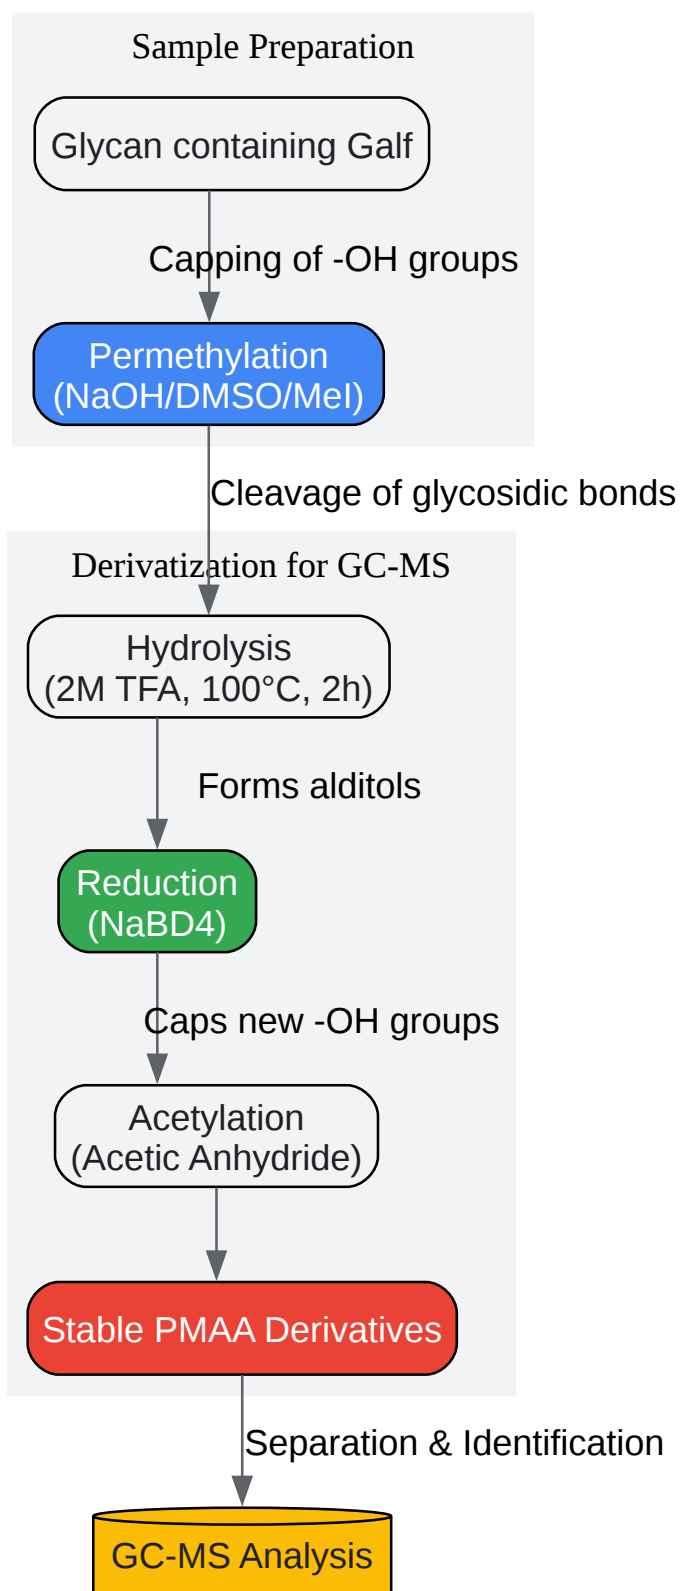 Sample Preparation
Glycan containing Galf
Capping of -OH groups
Permethylation
(NaOH/DMSO/MeI)
Cleavage of glycosidic bonds
Derivatization for GC-MS
Hydrolysis
(2M TFA, 100°C, 2h)
Forms alditols
Reduction
(NaBD4)
Caps new -OH groups
Acetylation
(Acetic Anhydride)
Stable PMAA Derivatives
Separation & Identification
GC-MS Analysis